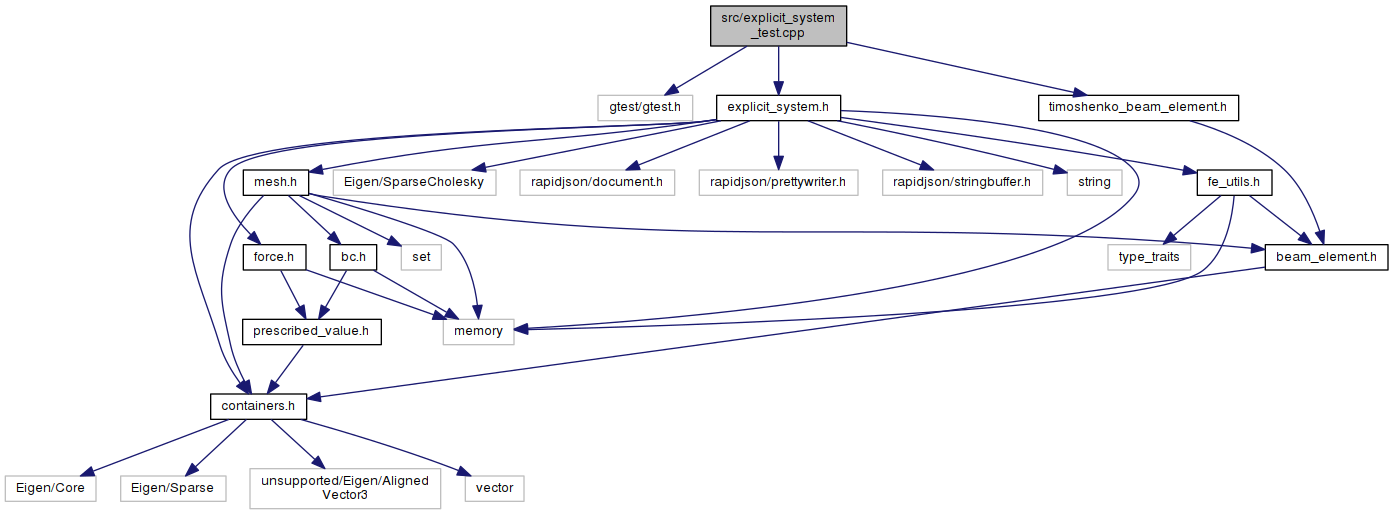 src/explicit_system
_test.cpp
gtest/gtest.h
explicit_system.h
timoshenko_beam_element.h
mesh.h
Eigen/SparseCholesky
rapidjson/document.h
rapidjson/prettywriter.h
rapidjson/stringbuffer.h
string
fe_utils.h
force.h
bc.h
set
type_traits
beam_element.h
prescribed_value.h
memory
containers.h
Eigen/Core
Eigen/Sparse
unsupported/Eigen/Aligned
Vector3
vector